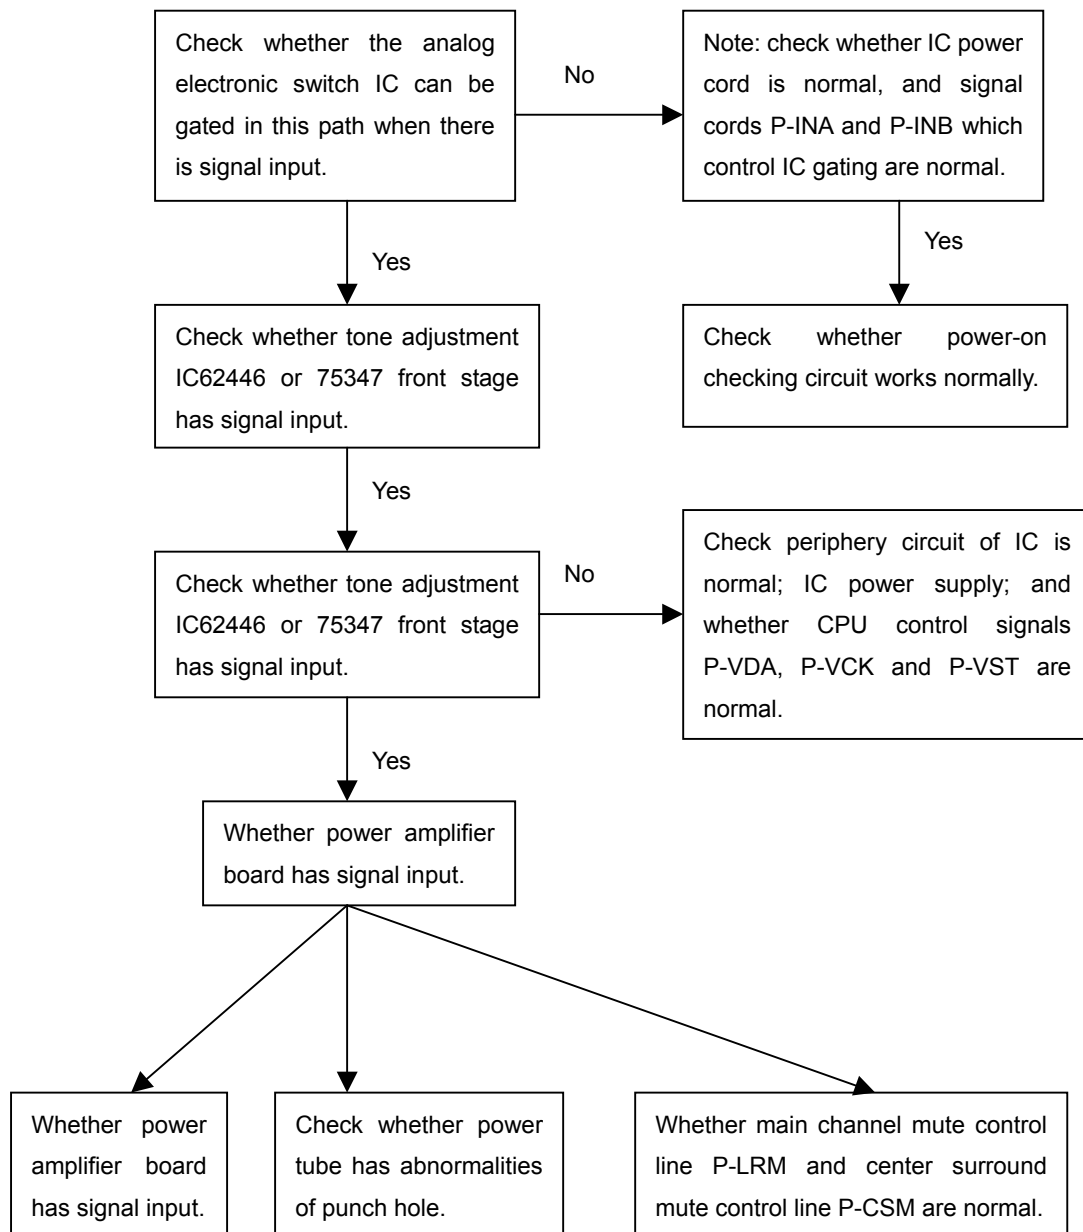 Check whether the analog
electronic switch IC can be
gated in this path when there
is signal input.
No
Note: check whether IC power
cord is normal, and signal
cords P-INA and P-INB which
control IC gating are normal.
Yes
Yes
Check whether tone adjustment
IC62446 or 75347 front stage
has signal input.
Check whether power-on
checking circuit works normally.
Yes
Check whether tone adjustment
IC62446 or 75347 front stage
has signal input.
No
Check periphery circuit of IC is
normal; IC power supply; and
whether CPU control signals
P-VDA, P-VCK and P-VST are
normal.
Yes
Whether power amplifier
board has signal input.
Whether power
amplifier board
has signal input.
Check whether power
tube has abnormalities
of punch hole.
Whether main channel mute control
line P-LRM and center surround
mute control line P-CSM are normal.